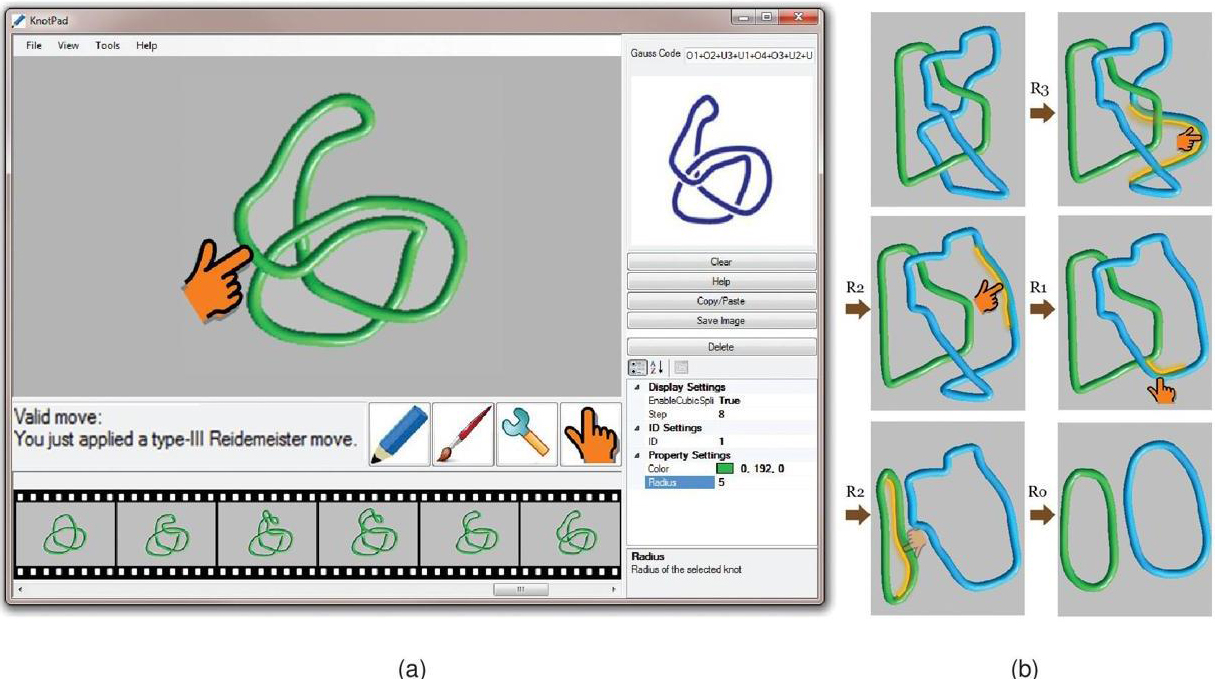 KnotPad
File View Tools Help
Gauss Code O1+O2+U3+U1+O4+O3+U2+U
Clear
Help
Copy/Paste
Save Image
Delete
Display Settings
EnableCubicSpli True
Step 8
ID Settings
ID 1
Property Settings
Color 0, 192, 0
Radius 5
Radius
Radius of the selected knot
Valid move:
You just applied a type-III Reidemeister move.
(a)
R3
R2
R1
R2
R0
(b)